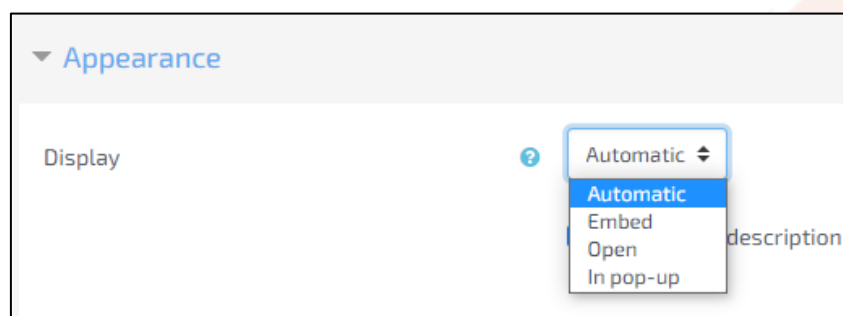 Appearance
Display
Automatic
Automatic
Embed
description
Open
In pop-up